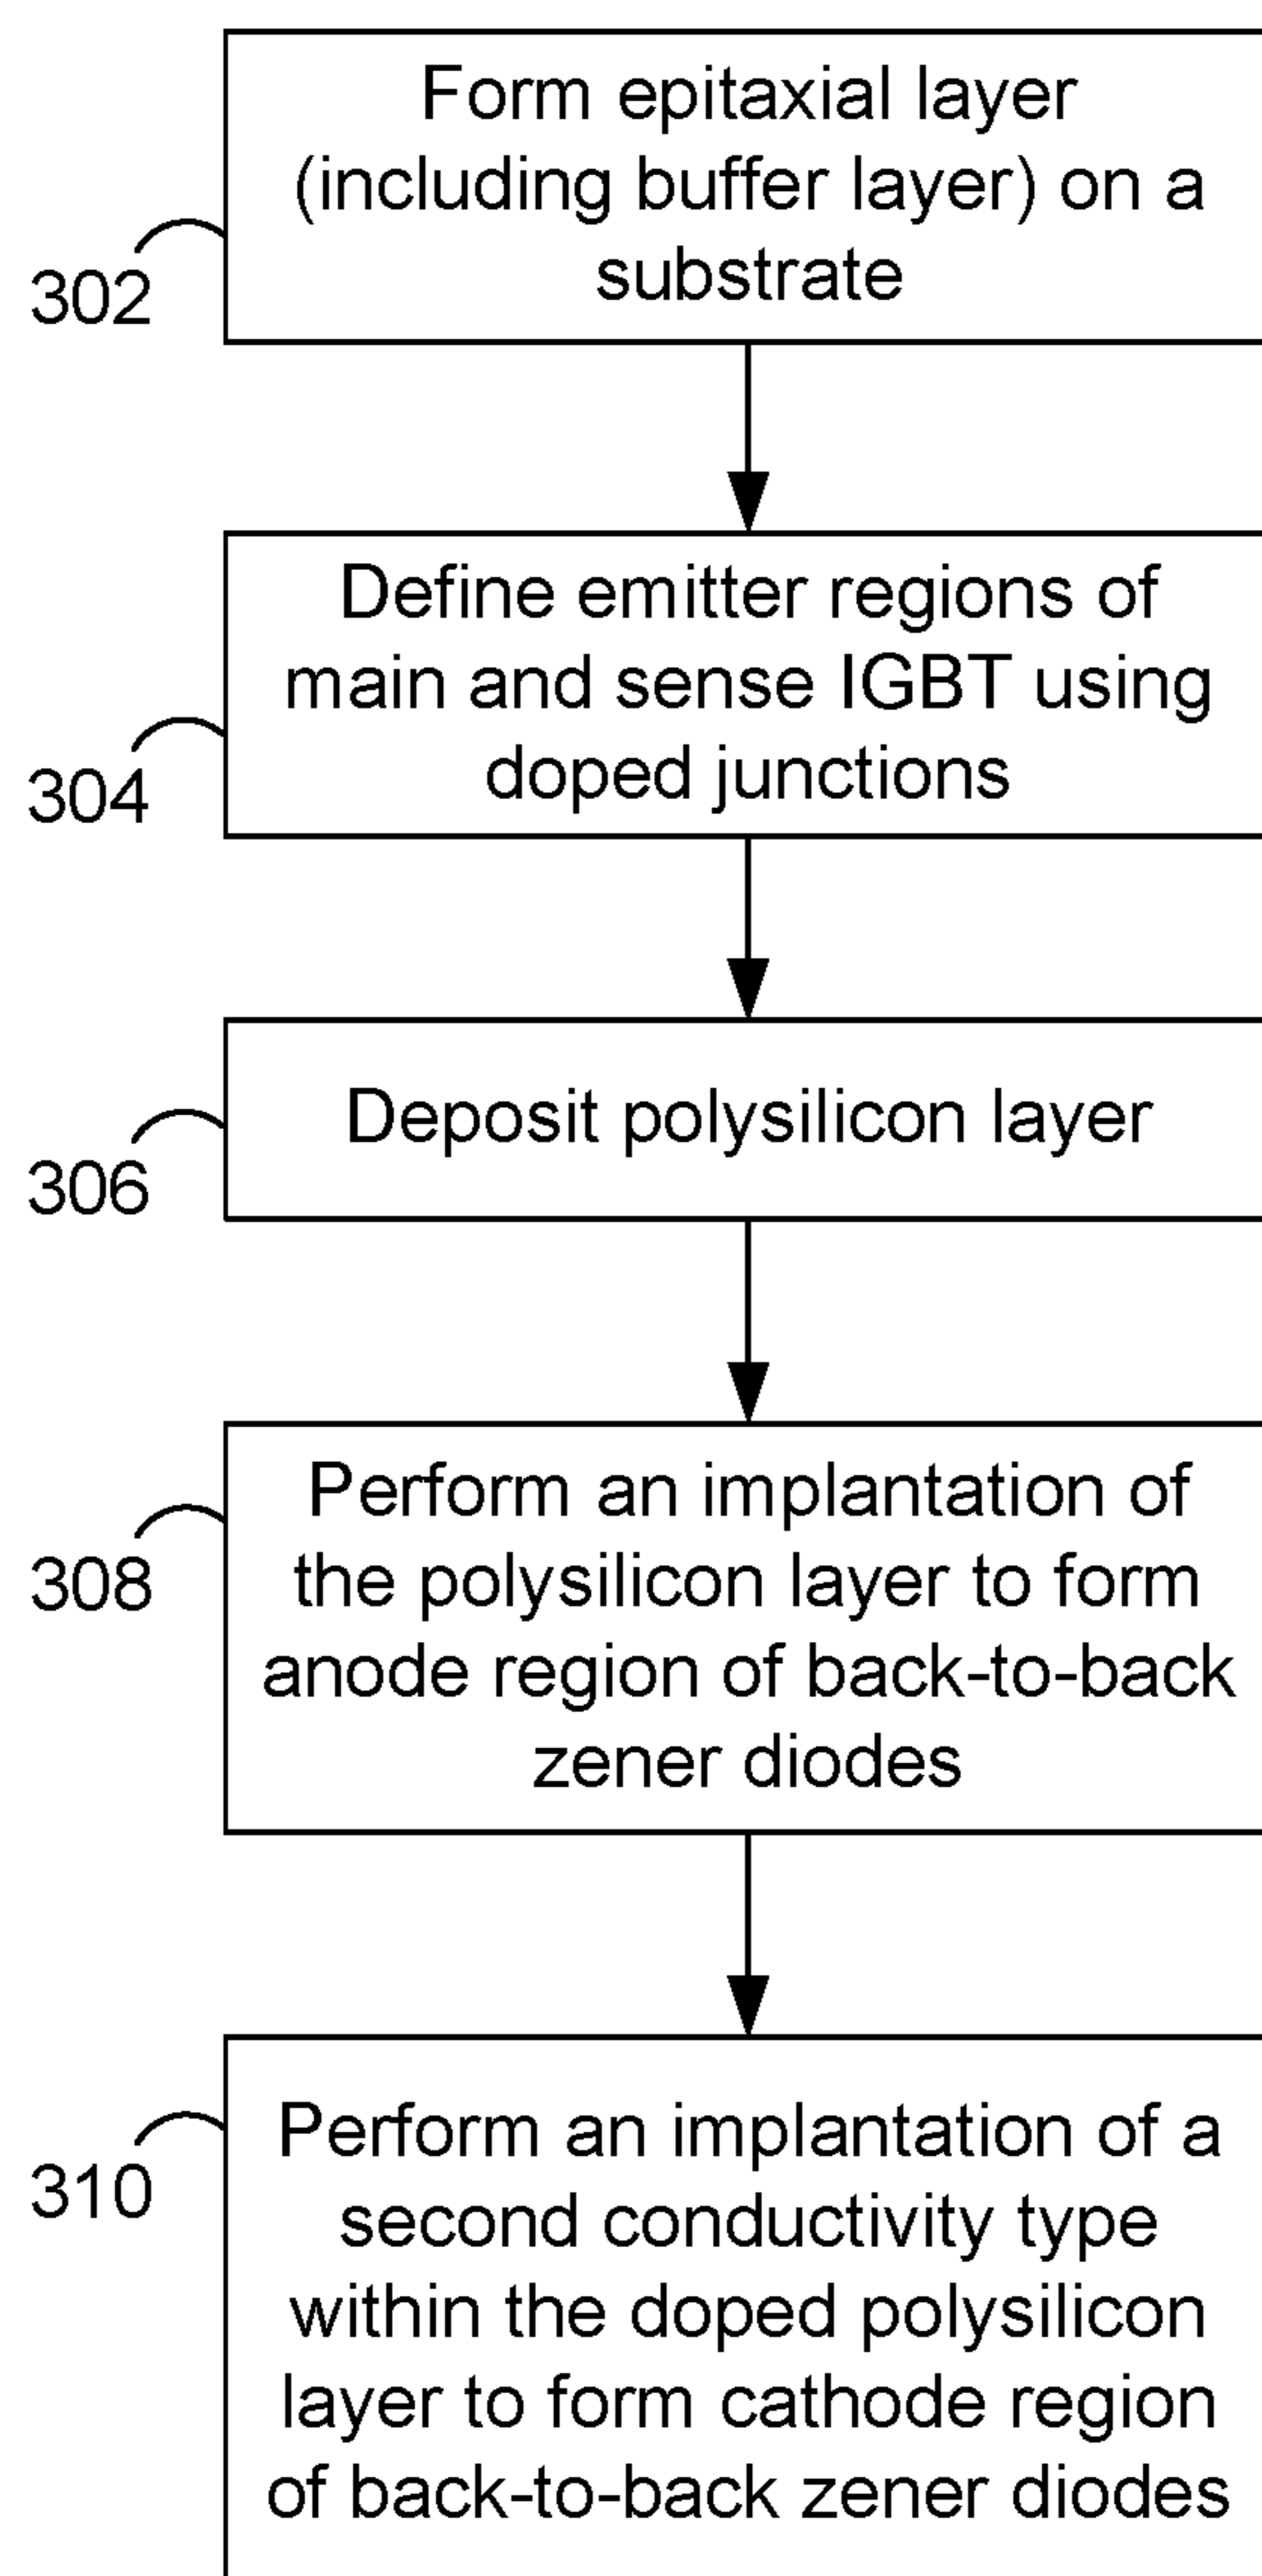 Form epitaxial layer
(including buffer layer) on a
substrate
302
Define emitter regions of
main and sense IGBT using
doped junctions
304
Deposit polysilicon layer
306
Perform an implantation of
the polysilicon layer to form
anode region of back-to-back
zener diodes
308
Perform an implantation of a
second conductivity type
within the doped polysilicon
layer to form cathode region
of back-to-back zener diodes
310